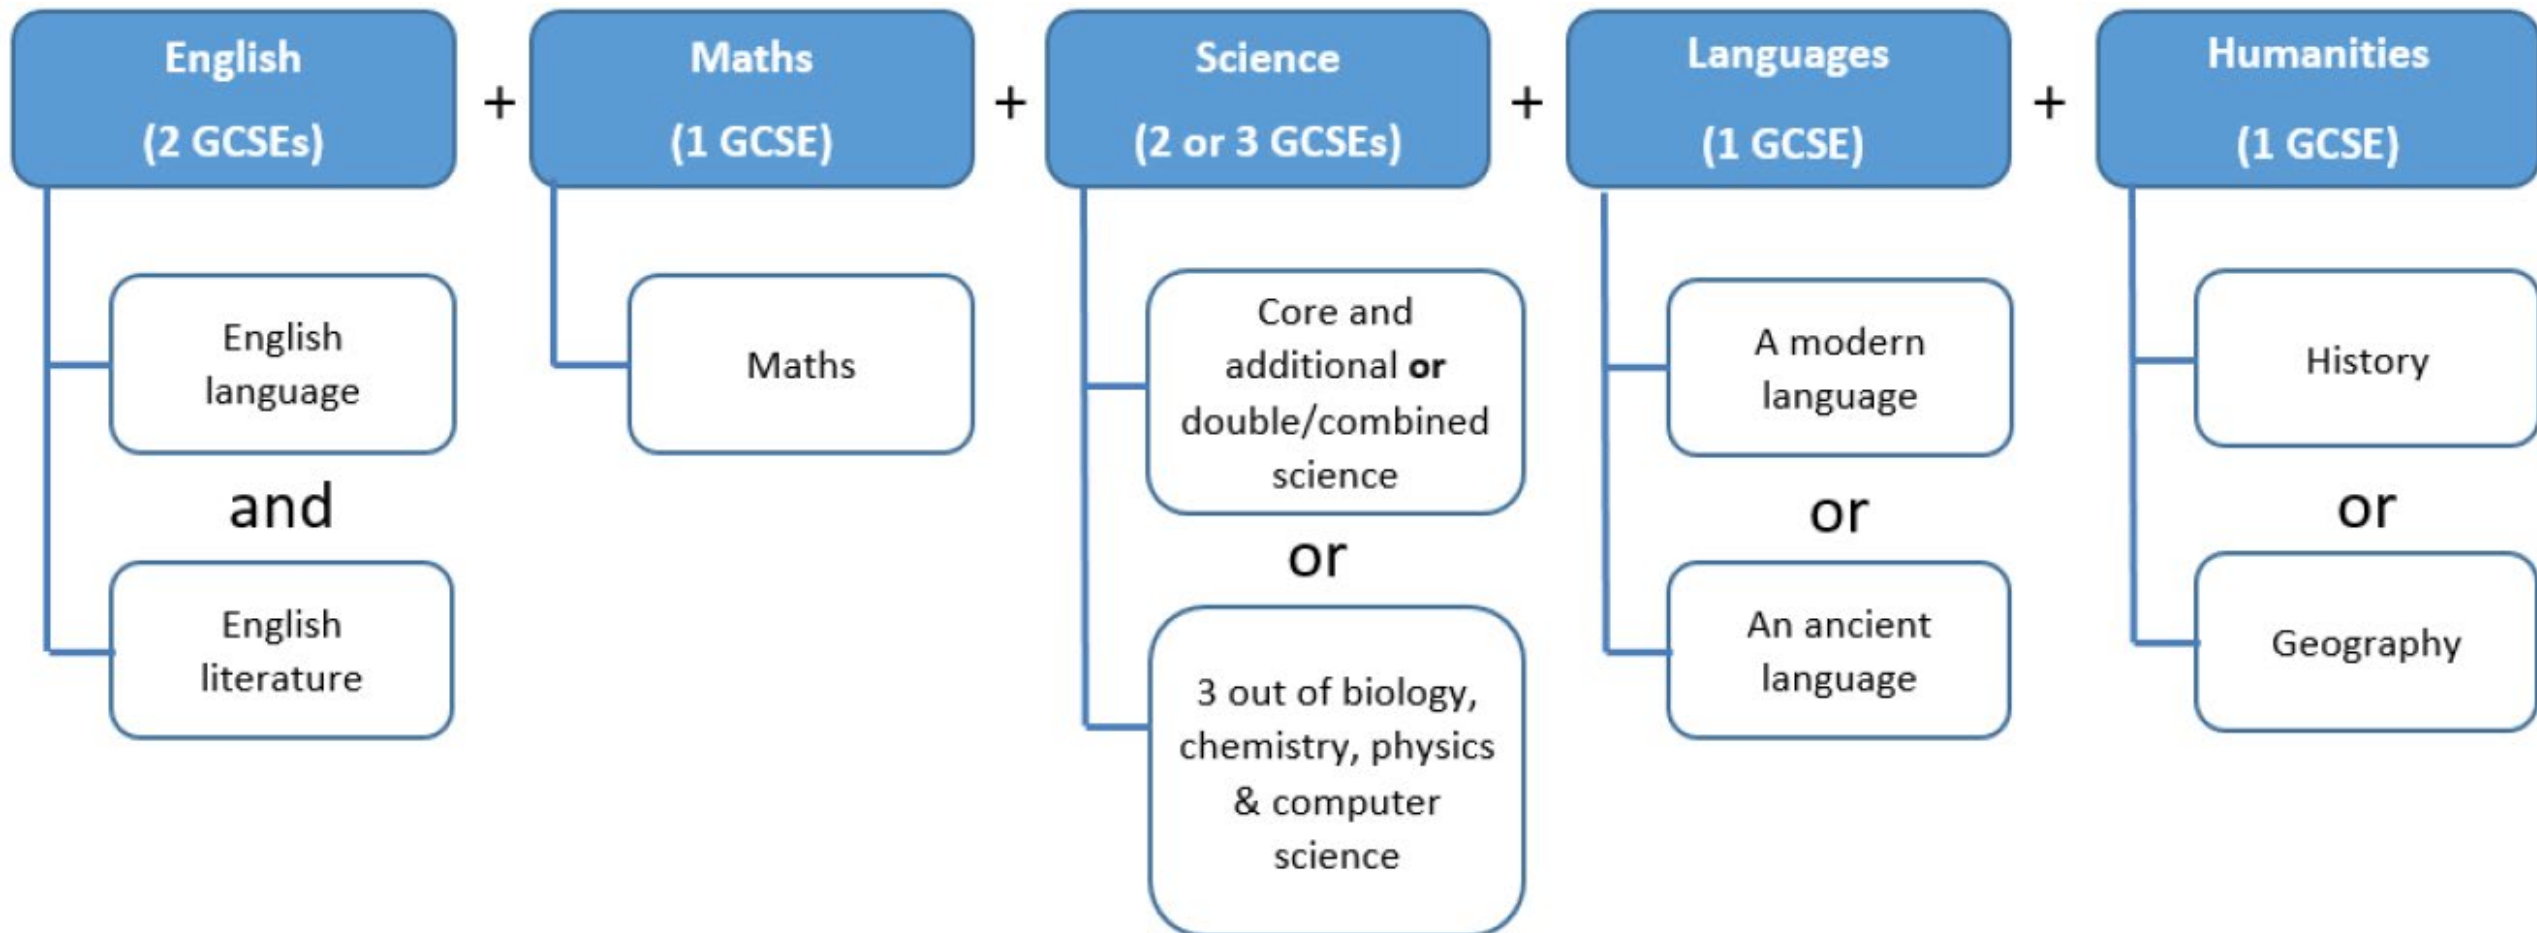 English
(2 GCSEs)
+
Maths
(1 GCSE)
+
Science
(2 or 3 GCSEs)
+
Languages
(1 GCSE)
+
Humanities
(1 GCSE)
English
language
and
English
literature
Maths
Core and
additional or
double/combined
science
or
3 out of biology,
chemistry, physics
& computer
science
A modern
language
or
An ancient
language
History
or
Geography